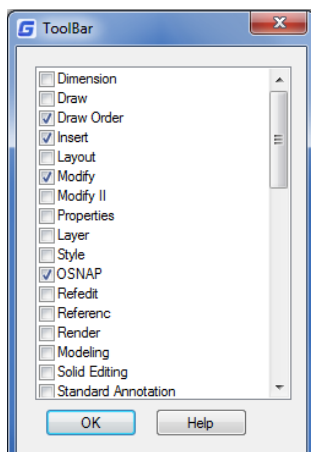 ToolBar
Dimension
Draw
Draw Order
Insert
Layout
Modify
Modify II
Properties
Layer
Style
OSNAP
Refedit
Referenc
Render
Modeling
Solid Editing
Standard Annotation
OK Help